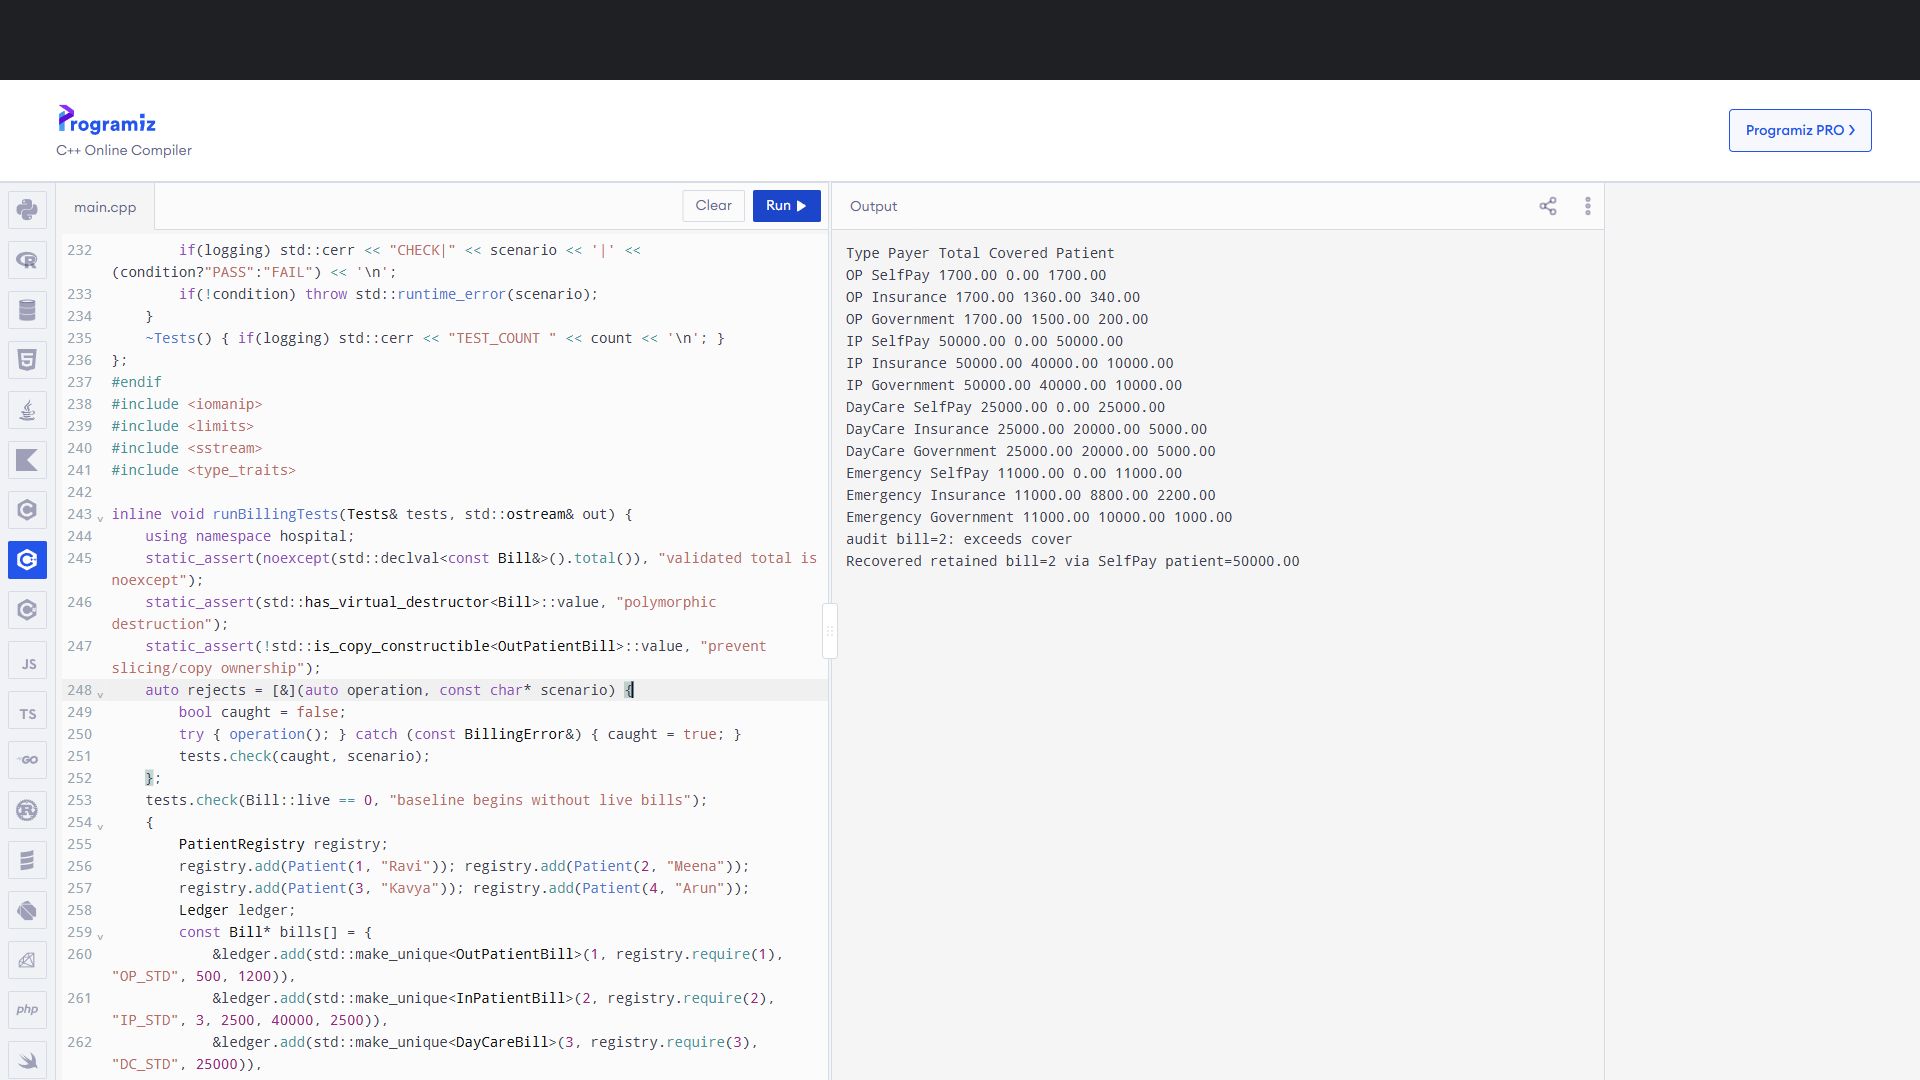 Programiz
C++ Online Compiler
Programiz PRO ❯
main.cpp
Clear
Run
Output
232 if(logging) std::cerr << "CHECK|" << scenario << '|' <<
(condition?"PASS":"FAIL") << '\n';
233 if(!condition) throw std::runtime_error(scenario);
234 }
235 ~Tests() { if(logging) std::cerr << "TEST_COUNT " << count << '\n'; }
236 };
237 #endif
238 #include <iomanip>
239 #include <limits>
240 #include <sstream>
241 #include <type_traits>
242
243 inline void runBillingTests(Tests& tests, std::ostream& out) {
244 using namespace hospital;
245 static_assert(noexcept(std::declval<const Bill&>().total()), "validated total is
noexcept");
246 static_assert(std::has_virtual_destructor<Bill>::value, "polymorphic
destruction");
247 static_assert(!std::is_copy_constructible<OutPatientBill>::value, "prevent
slicing/copy ownership");
248 auto rejects = [&](auto operation, const char* scenario) {
249 bool caught = false;
250 try { operation(); } catch (const BillingError&) { caught = true; }
251 tests.check(caught, scenario);
252 };
253 tests.check(Bill::live == 0, "baseline begins without live bills");
254 {
255 PatientRegistry registry;
256 registry.add(Patient(1, "Ravi")); registry.add(Patient(2, "Meena"));
257 registry.add(Patient(3, "Kavya")); registry.add(Patient(4, "Arun"));
258 Ledger ledger;
259 const Bill* bills[] = {
260 &ledger.add(std::make_unique<OutPatientBill>(1, registry.require(1),
"OP_STD", 500, 1200)),
261 &ledger.add(std::make_unique<InPatientBill>(2, registry.require(2),
"IP_STD", 3, 2500, 40000, 2500)),
262 &ledger.add(std::make_unique<DayCareBill>(3, registry.require(3),
"DC_STD", 25000)),
Type Payer Total Covered Patient
OP SelfPay 1700.00 0.00 1700.00
OP Insurance 1700.00 1360.00 340.00
OP Government 1700.00 1500.00 200.00
IP SelfPay 50000.00 0.00 50000.00
IP Insurance 50000.00 40000.00 10000.00
IP Government 50000.00 40000.00 10000.00
DayCare SelfPay 25000.00 0.00 25000.00
DayCare Insurance 25000.00 20000.00 5000.00
DayCare Government 25000.00 20000.00 5000.00
Emergency SelfPay 11000.00 0.00 11000.00
Emergency Insurance 11000.00 8800.00 2200.00
Emergency Government 11000.00 10000.00 1000.00
audit bill=2: exceeds cover
Recovered retained bill=2 via SelfPay patient=50000.00
JS
TS
GO
php